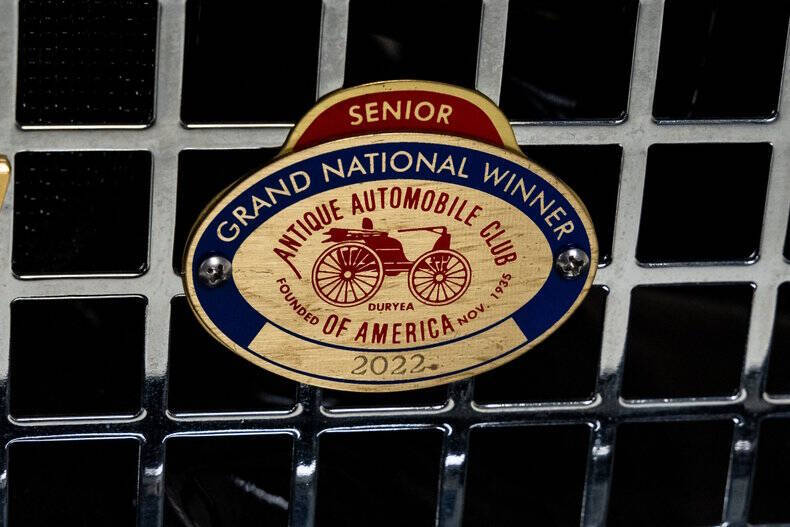 SENIOR
GRAND NATIONAL WINNER
ANTIQUE AUTOMOBILE CLUB
DURYEA
FOUNDED NOV. 1935
OF AMERICA
2022